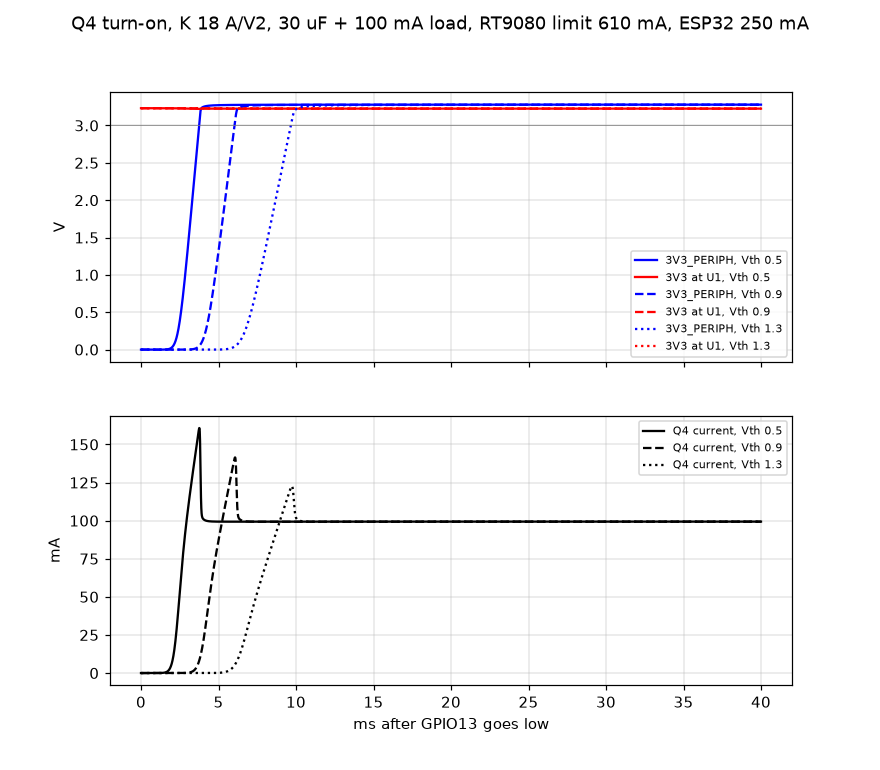 Q4 turn-on, K 18 A/V2, 30 uF + 100 mA load, RT9080 limit 610 mA, ESP32 250 mA
3.0
2.5
2.0
1.5
1.0
0.5
0.0
V
3V3_PERIPH, Vth 0.5
3V3 at U1, Vth 0.5
3V3_PERIPH, Vth 0.9
3V3 at U1, Vth 0.9
3V3_PERIPH, Vth 1.3
3V3 at U1, Vth 1.3
150
125
100
75
50
25
0
mA
Q4 current, Vth 0.5
Q4 current, Vth 0.9
Q4 current, Vth 1.3
0 5 10 15 20 25 30 35 40
ms after GPIO13 goes low